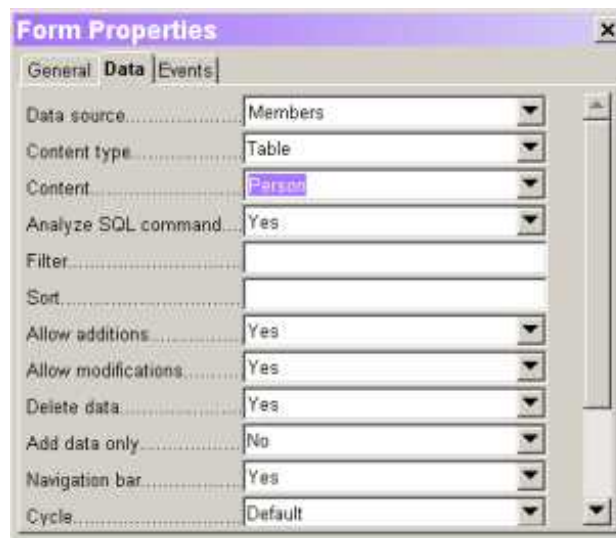 Form Properties
General Data Events
Data source........................ Members
Content type...................... Table
Content.............................. Person
Analyze SQL command.... Yes
Filter..................................
Sort...................................
Allow additions................... Yes
Allow modifications............ Yes
Delete data........................ Yes
Add data only.................... No
Navigation bar................... Yes
Cycle................................. Default